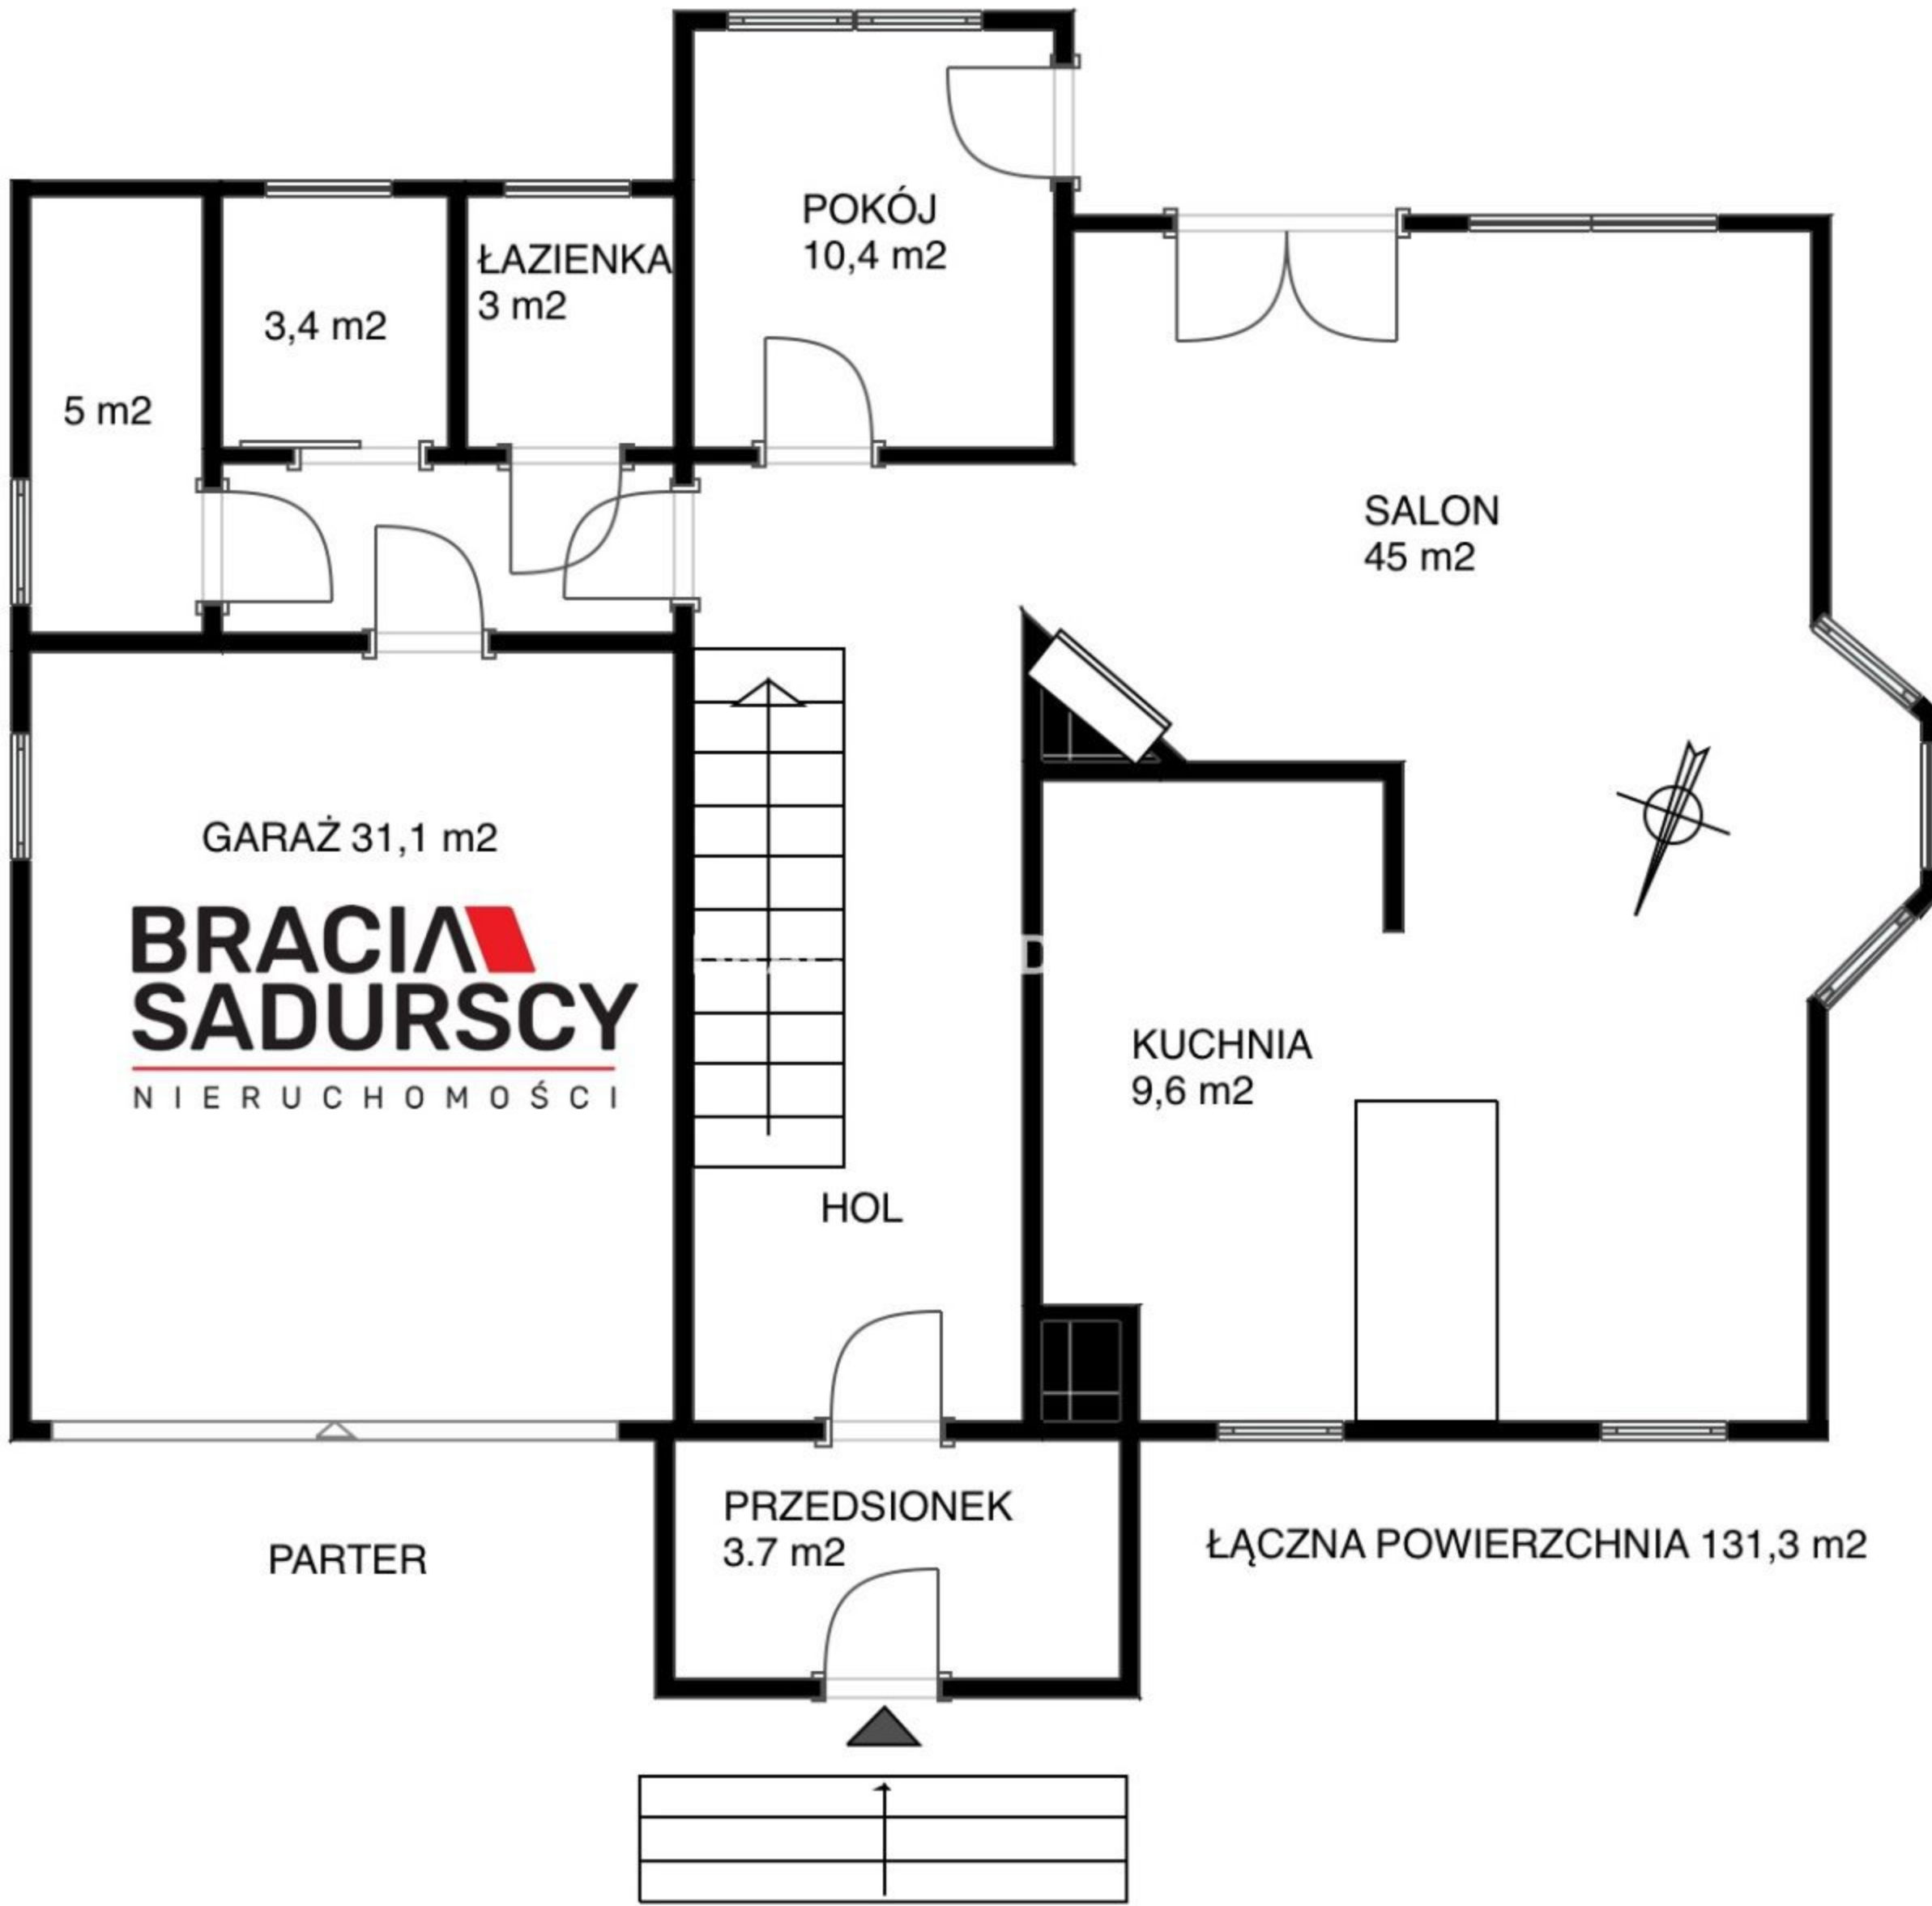 POKÓJ
10,4 m2
ŁAZIENKA
3 m2
3,4 m2
5 m2
SALON
45 m2
GARAŻ 31,1 m2
BRACIA
SADURSCY
NIERUCHOMOŚCI
KUCHNIA
9,6 m2
HOL
PRZEDSIONEK
3.7 m2
PARTER
ŁĄCZNA POWIERZCHNIA 131,3 m2